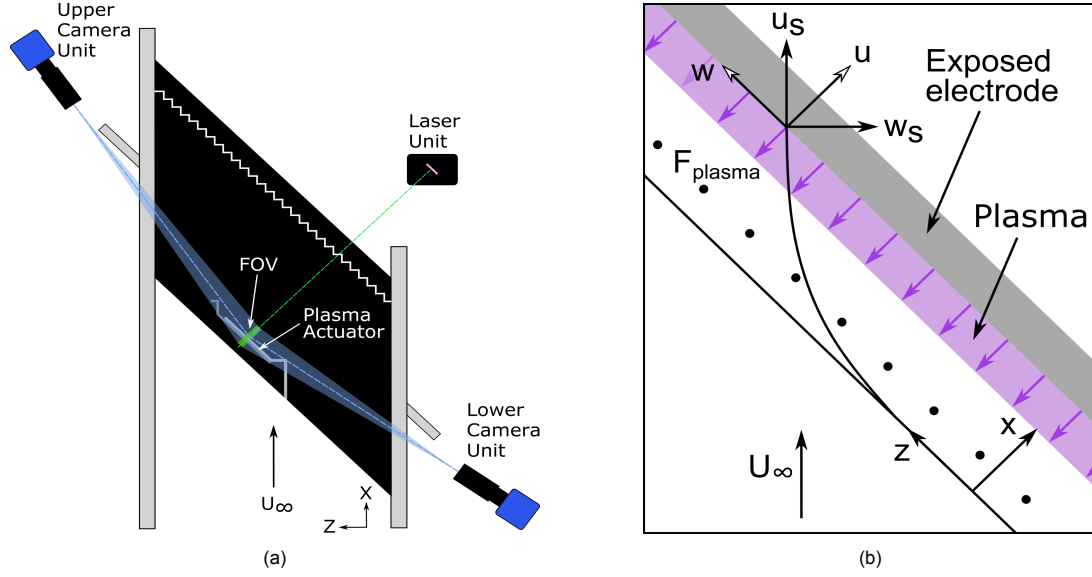 Upper
Camera
Unit
Laser
Unit
FOV
Plasma
Actuator
Lower
Camera
Unit
U∞
X
Z
(a)
us
u
w
ws
Exposed
electrode
Fplasma
Plasma
x
z
U∞
(b)